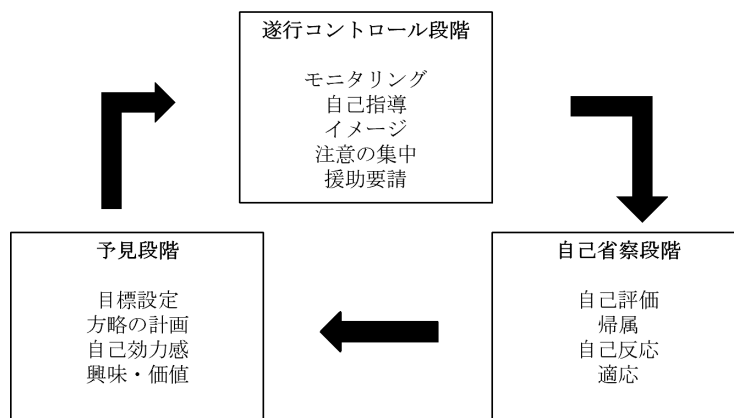 遂行コントロール段階
モニタリング
自己指導
イメージ
注意の集中
援助要請
予見段階
目標設定
方略の計画
自己効力感
興味・価値
自己省察段階
自己評価
帰属
自己反応
適応